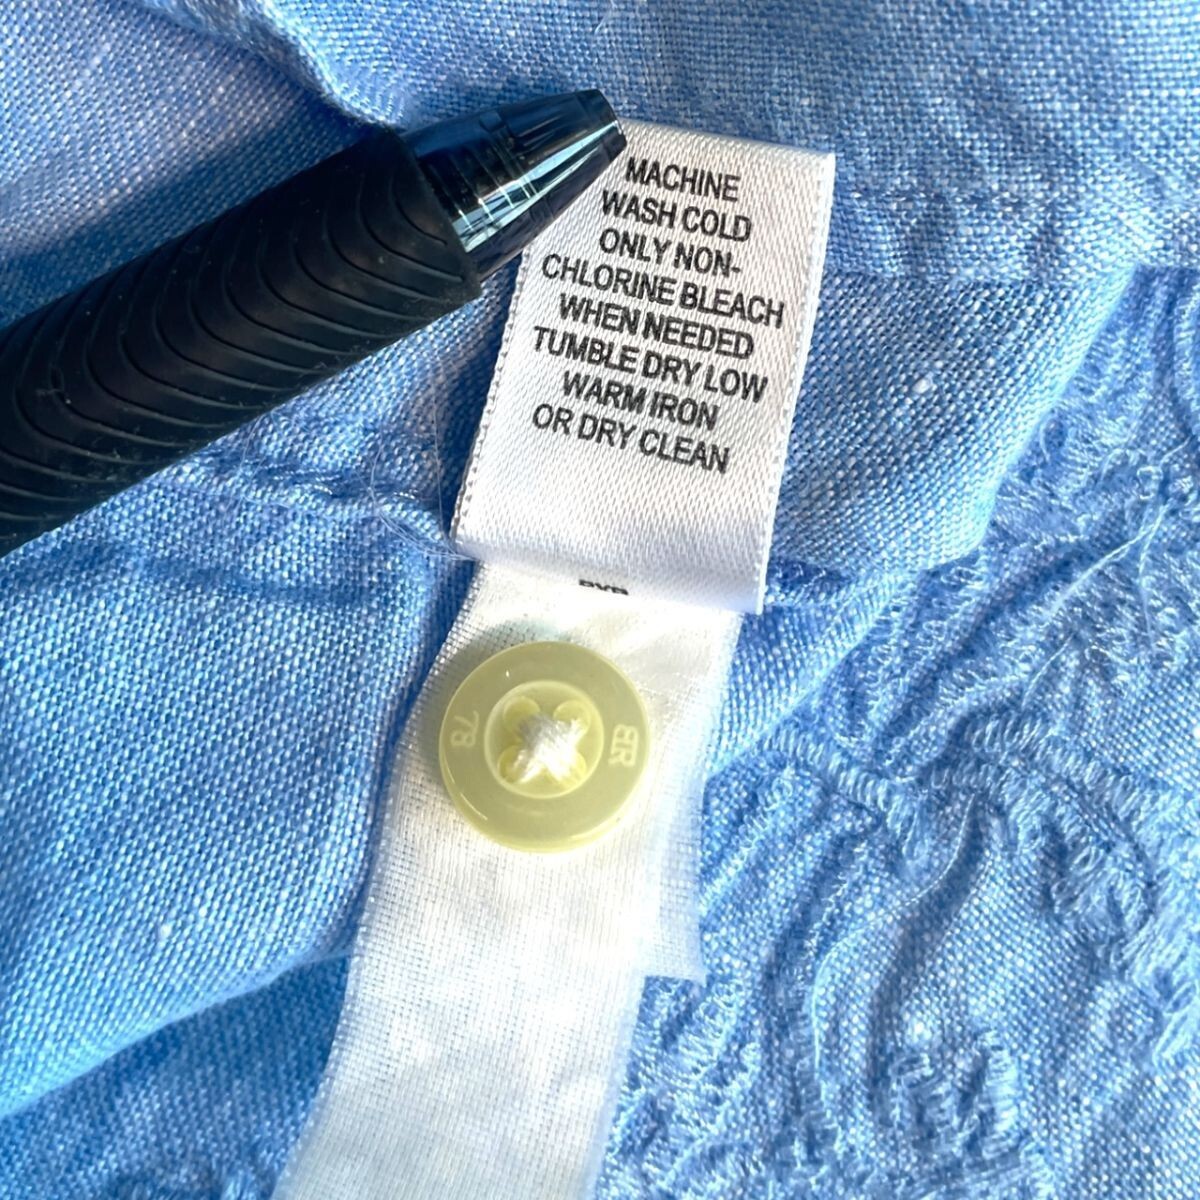 MACHINE
WASH COLD
ONLY NON-
CHLORINE BLEACH
WHEN NEEDED
TUMBLE DRY LOW
WARM IRON
OR DRY CLEAN